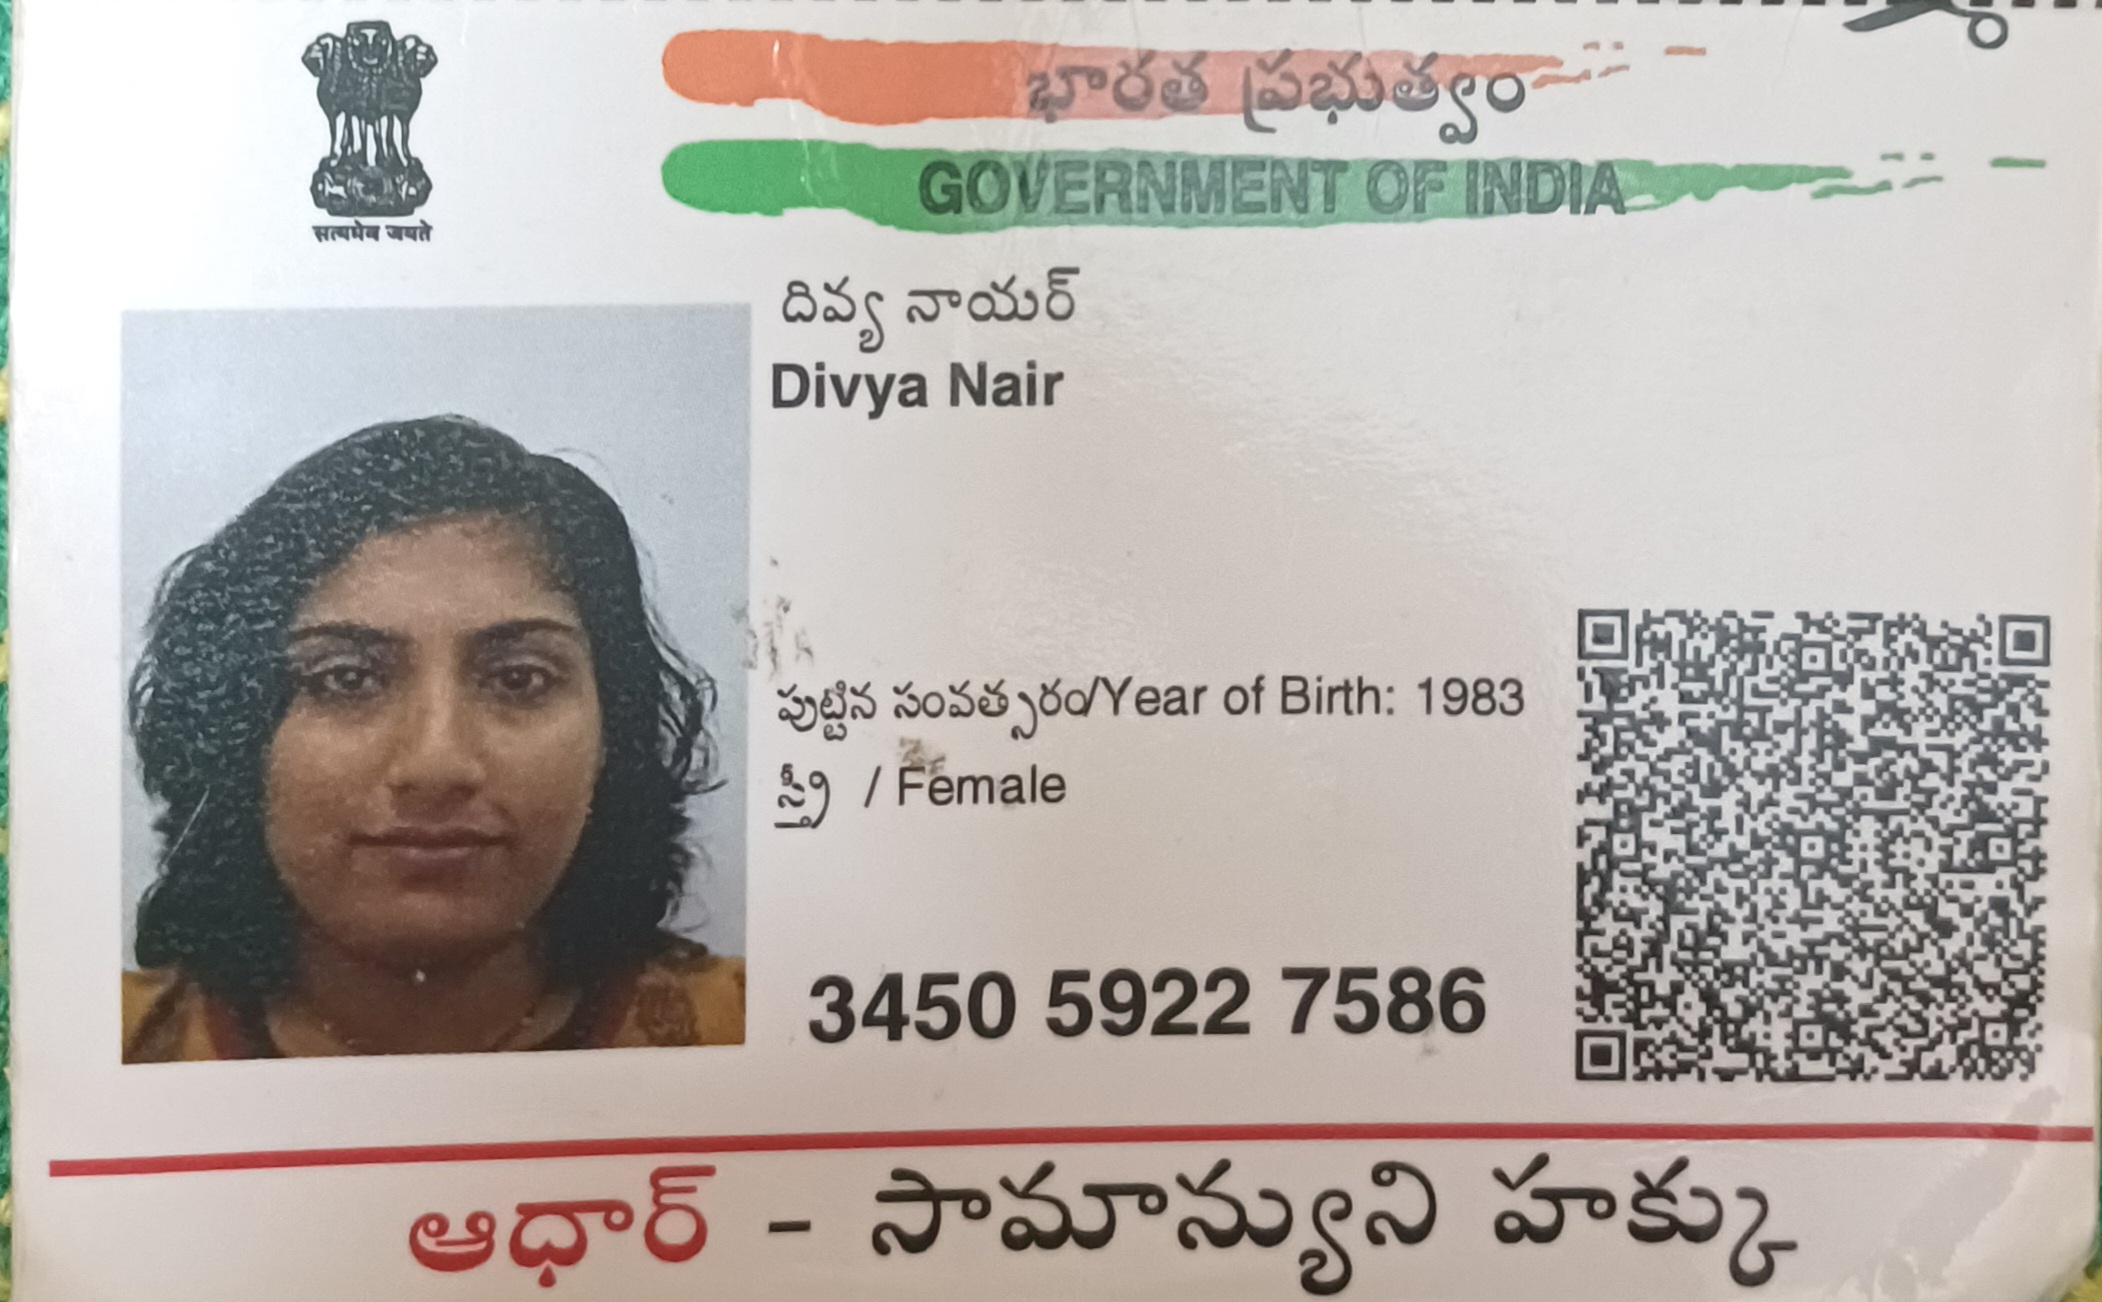 భారత ప్రభుత్వం
GOVERNMENT OF INDIA
सत्यमेव जयते
దివ్య నాయర్
Divya Nair
పుట్టిన సంవత్సరం/Year of Birth: 1983
స్త్రీ / Female
3450 5922 7586
ఆధార్ - సామాన్యుని హక్కు